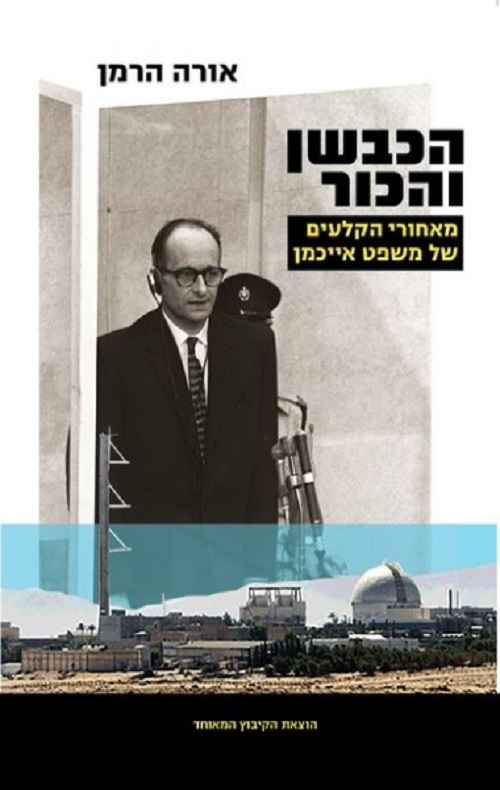 אורה הרמן
הכבשן
והכור
מאחורי הקלעים
של משפט אייכמן
הוצאת הקיבוץ המאוחד